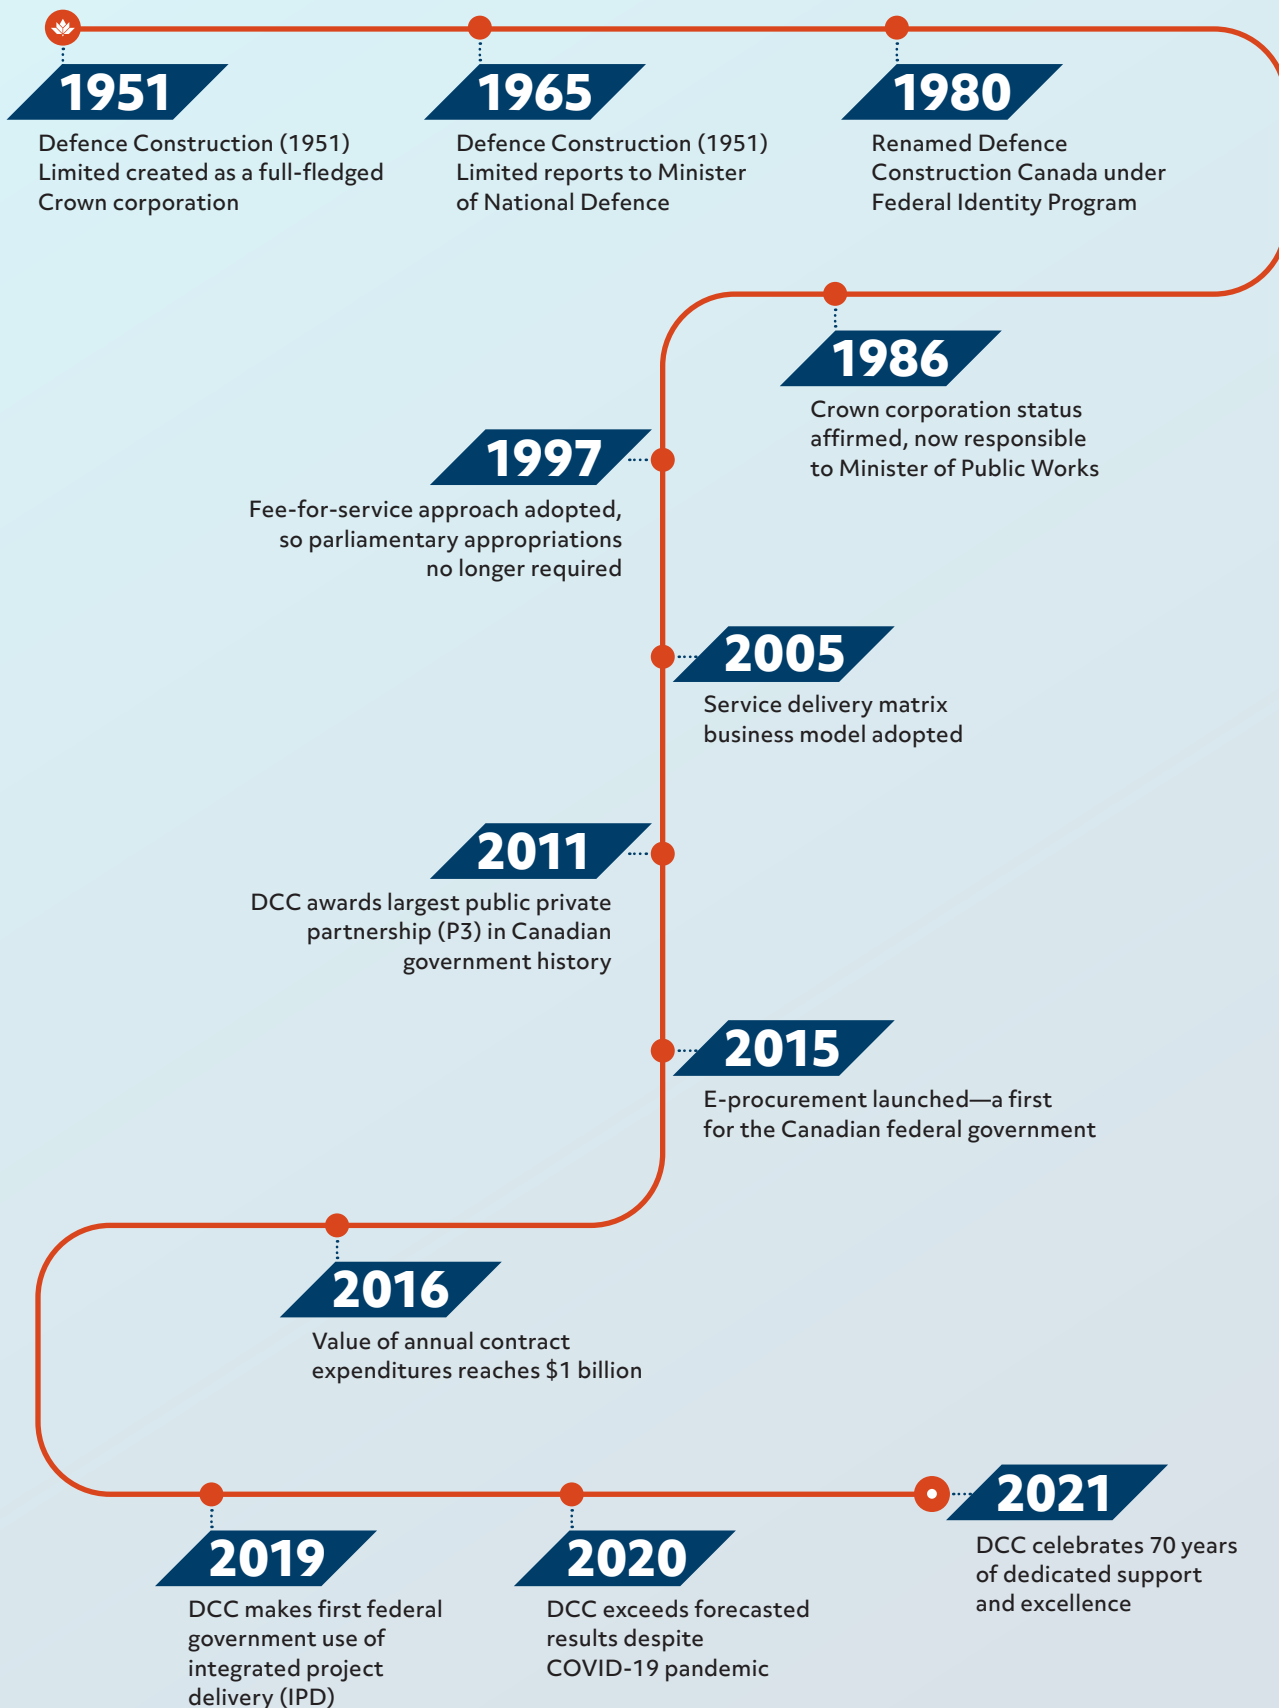 1951
Defence Construction (1951)
Limited created as a full-fledged
Crown corporation
1965
Defence Construction (1951)
Limited reports to Minister
of National Defence
1980
Renamed Defence
Construction Canada under
Federal Identity Program
1986
Crown corporation status
affirmed, now responsible
to Minister of Public Works
1997
Fee-for-service approach adopted,
so parliamentary appropriations
no longer required
2005
Service delivery matrix
business model adopted
2011
DCC awards largest public private
partnership (P3) in Canadian
government history
2015
E-procurement launched—a first
for the Canadian federal government
2016
Value of annual contract
expenditures reaches $1 billion
2019
DCC makes first federal
government use of
integrated project
delivery (IPD)
2020
DCC exceeds forecasted
results despite
COVID-19 pandemic
2021
DCC celebrates 70 years
of dedicated support
and excellence